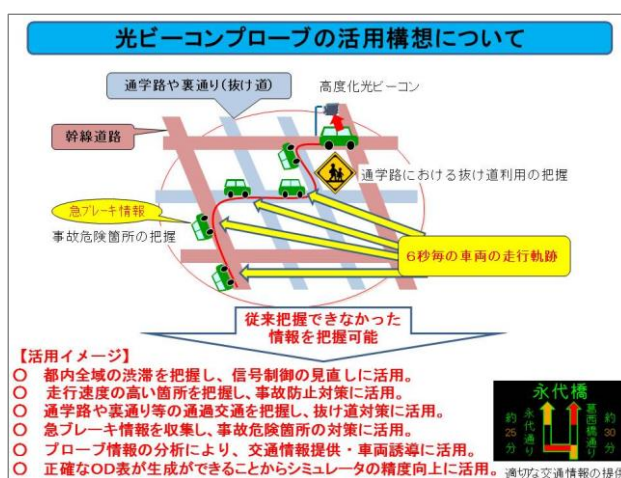 光ビーコンプローブの活用構想について
通学路や裏通り(抜け道)
高度化光ビーコン
幹線道路
通学路における抜け道利用の把握
急ブレーキ情報
事故危険箇所の把握
6秒毎の車両の走行軌跡
従来把握できなかった
情報を把握可能
【活用イメージ】
○ 都内全域の渋滞を把握し、信号制御の見直しに活用。
○ 走行速度の高い箇所を把握し、事故防止対策に活用。
○ 通学路や裏通り等の通過交通を把握し、抜け道対策に活用。
○ 急ブレーキ情報を収集し、事故危険箇所の対策に活用。
○ プローブ情報の分析により、交通情報提供・車両誘導に活用。
○ 正確なOD表が生成ができることからシミュレータの精度向上に活用。
永代橋
約25分
永代通り
葛西橋通り
約30分
適切な交通情報の提供